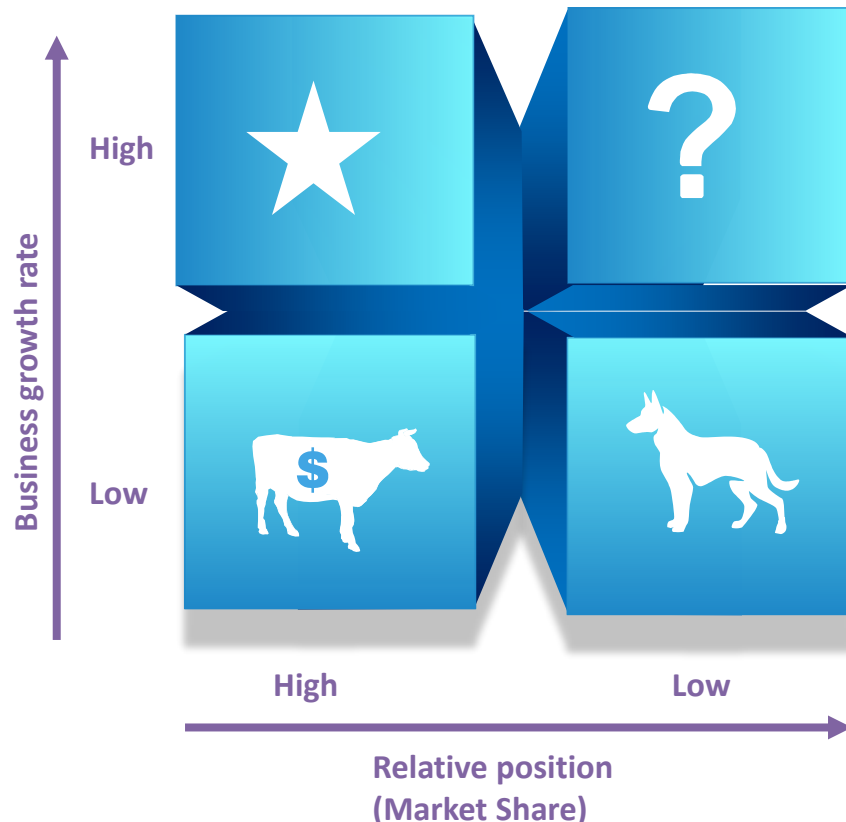 High
?
Business growth rate
$
Low
High
Low
Relative position
(Market Share)